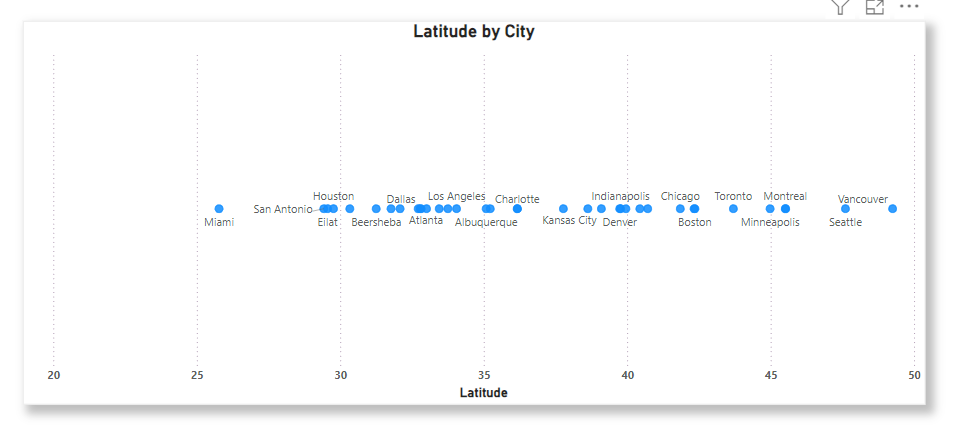 Latitude by City
Houston
Dallas
Los Angeles
Charlotte
Indianapolis
Chicago
Toronto
Montreal
Vancouver
San Antonio
Miami
Eilat
Beersheba
Atlanta
Albuquerque
Kansas City
Denver
Boston
Minneapolis
Seattle
20 25 30 35 40 45 50
Latitude